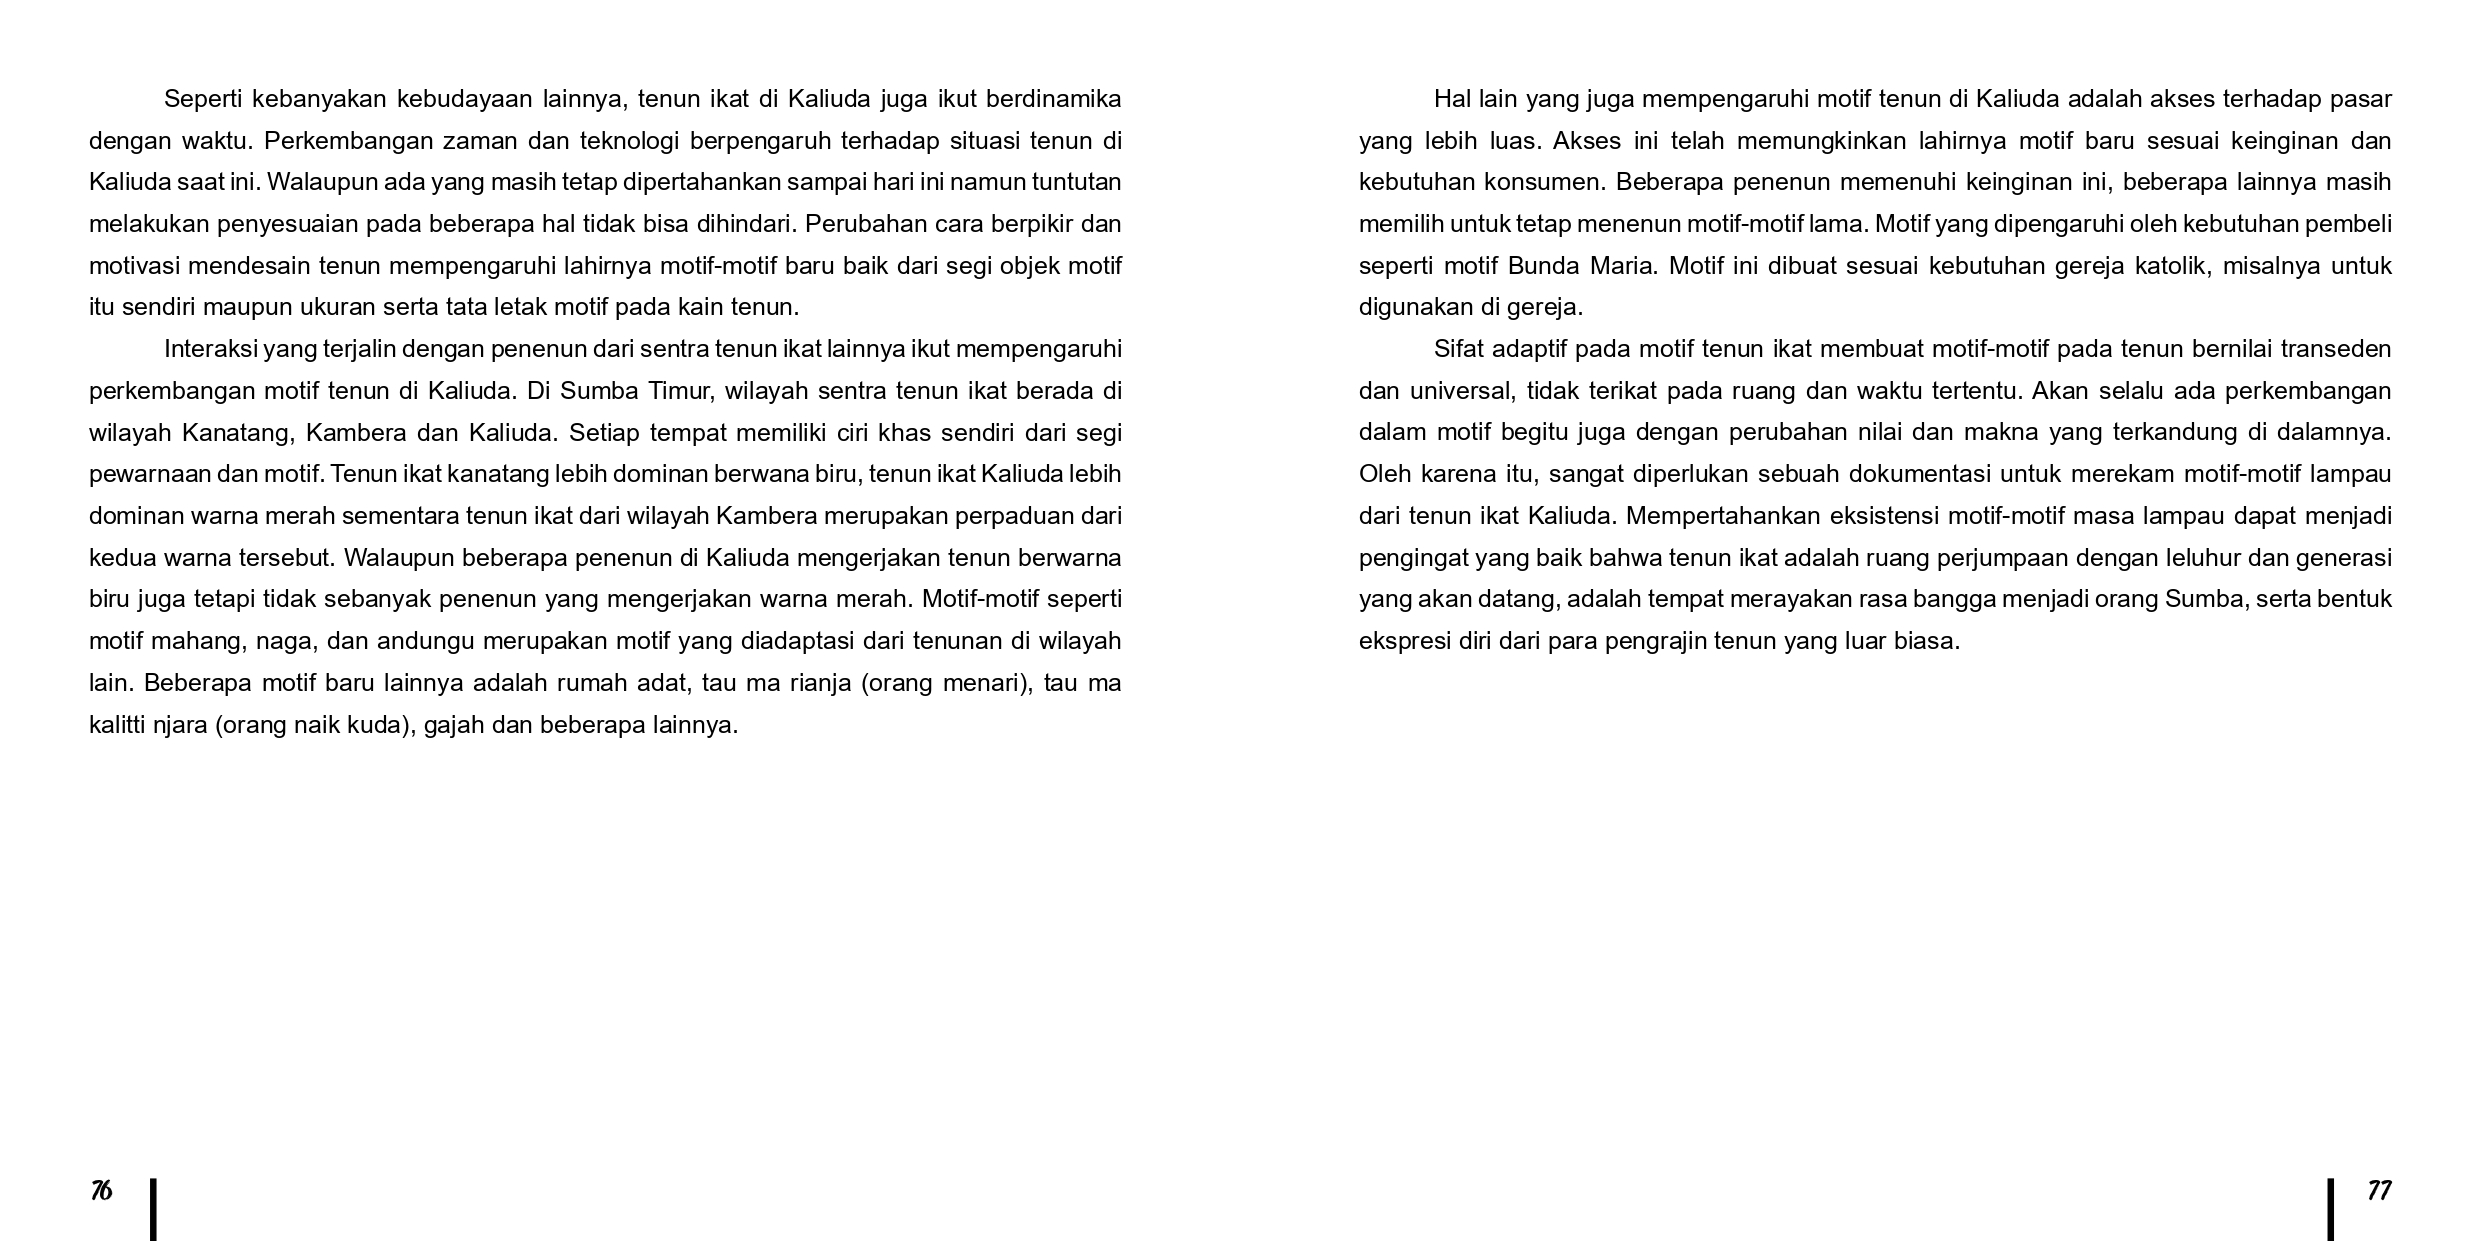 Seperti kebanyakan kebudayaan lainnya, tenun ikat di Kaliuda juga ikut berdinamika
dengan waktu. Perkembangan zaman dan teknologi berpengaruh terhadap situasi tenun di
Kaliuda saat ini. Walaupun ada yang masih tetap dipertahankan sampai hari ini namun tuntutan
melakukan penyesuaian pada beberapa hal tidak bisa dihindari. Perubahan cara berpikir dan
motivasi mendesain tenun mempengaruhi lahirnya motif-motif baru baik dari segi objek motif
itu sendiri maupun ukuran serta tata letak motif pada kain tenun.
Interaksi yang terjalin dengan penenun dari sentra tenun ikat lainnya ikut mempengaruhi
perkembangan motif tenun di Kaliuda. Di Sumba Timur, wilayah sentra tenun ikat berada di
wilayah Kanatang, Kambera dan Kaliuda. Setiap tempat memiliki ciri khas sendiri dari segi
pewarnaan dan motif. Tenun ikat kanatang lebih dominan berwana biru, tenun ikat Kaliuda lebih
dominan warna merah sementara tenun ikat dari wilayah Kambera merupakan perpaduan dari
kedua warna tersebut. Walaupun beberapa penenun di Kaliuda mengerjakan tenun berwarna
biru juga tetapi tidak sebanyak penenun yang mengerjakan warna merah. Motif-motif seperti
motif mahang, naga, dan andungu merupakan motif yang diadaptasi dari tenunan di wilayah
lain. Beberapa motif baru lainnya adalah rumah adat, tau ma rianja (orang menari), tau ma
kalitti njara (orang naik kuda), gajah dan beberapa lainnya.
76
Hal lain yang juga mempengaruhi motif tenun di Kaliuda adalah akses terhadap pasar
yang lebih luas. Akses ini telah memungkinkan lahirnya motif baru sesuai keinginan dan
kebutuhan konsumen. Beberapa penenun memenuhi keinginan ini, beberapa lainnya masih
memilih untuk tetap menenun motif-motif lama. Motif yang dipengaruhi oleh kebutuhan pembeli
seperti motif Bunda Maria. Motif ini dibuat sesuai kebutuhan gereja katolik, misalnya untuk
digunakan di gereja.
Sifat adaptif pada motif tenun ikat membuat motif-motif pada tenun bernilai transeden
dan universal, tidak terikat pada ruang dan waktu tertentu. Akan selalu ada perkembangan
dalam motif begitu juga dengan perubahan nilai dan makna yang terkandung di dalamnya.
Oleh karena itu, sangat diperlukan sebuah dokumentasi untuk merekam motif-motif lampau
dari tenun ikat Kaliuda. Mempertahankan eksistensi motif-motif masa lampau dapat menjadi
pengingat yang baik bahwa tenun ikat adalah ruang perjumpaan dengan leluhur dan generasi
yang akan datang, adalah tempat merayakan rasa bangga menjadi orang Sumba, serta bentuk
ekspresi diri dari para pengrajin tenun yang luar biasa.
77